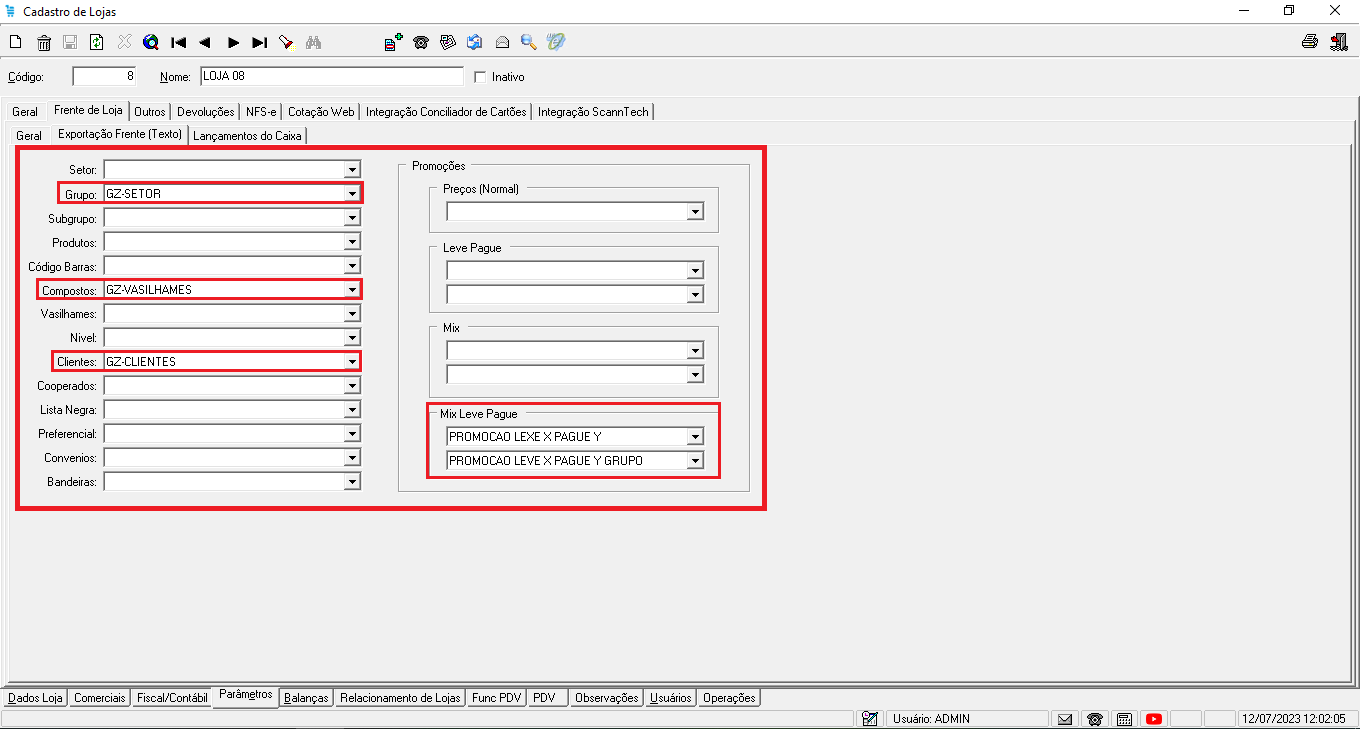 Cadastro de Lojas
Código: 8 Nome: LOJA 08 Inativo
Geral Frente de Loja Outros Devoluções NFS-e Cotação Web Integração Conciliador de Cartões Integração ScannTech
Geral Exportação Frente (Texto) Lançamentos do Caixa
Setor:
Grupo: GZ-SETOR
Subgrupo:
Produtos:
Código Barras:
Compostos: GZ-VASILHAMES
Vasilhames:
Nivel:
Clientes: GZ-CLIENTES
Cooperados:
Lista Negra:
Preferencial:
Convenios:
Bandeiras:
Promoções
Preços (Normal)
Leve Pague
Mix
Mix Leve Pague
PROMOCAO LEXE X PAGUE Y
PROMOCAO LEVE X PAGUE Y GRUPO
Dados Loja Comerciais Fiscal/Contábil Parâmetros Balanças Relacionamento de Lojas Func PDV PDV Observações Usuários Operações
Usuário: ADMIN 12/07/2023 12:02:05